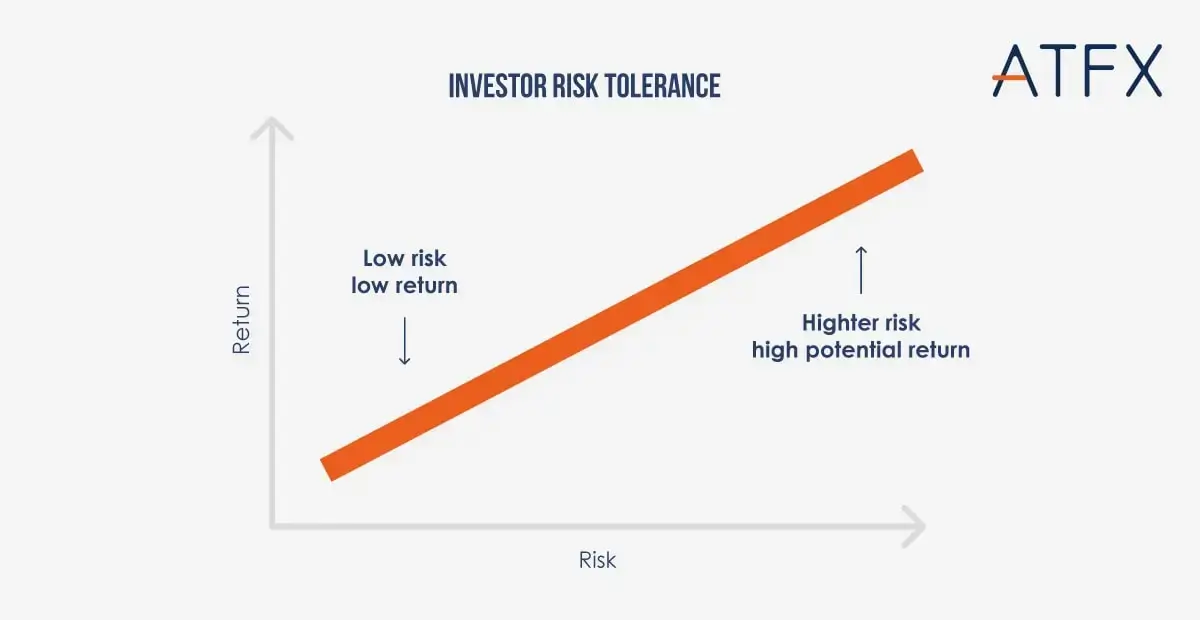 ATFX
INVESTOR RISK TOLERANCE
Low risk
low return
Highter risk
high potential return
Return
Risk